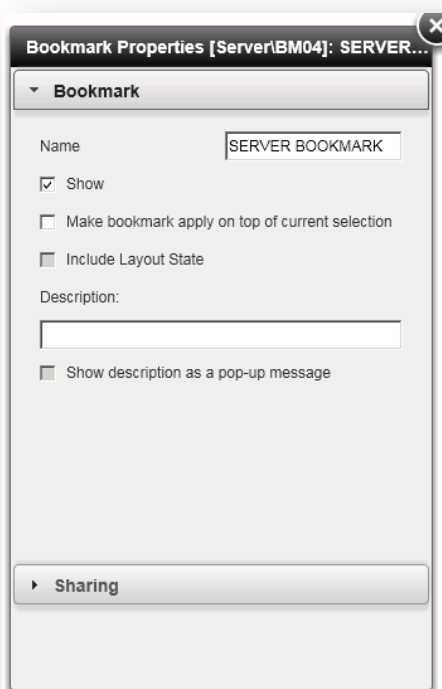 Bookmark Properties [Server\BM04]: SERVER...
Bookmark
Name SERVER BOOKMARK
Show
Make bookmark apply on top of current selection
Include Layout State
Description:
Show description as a pop-up message
Sharing